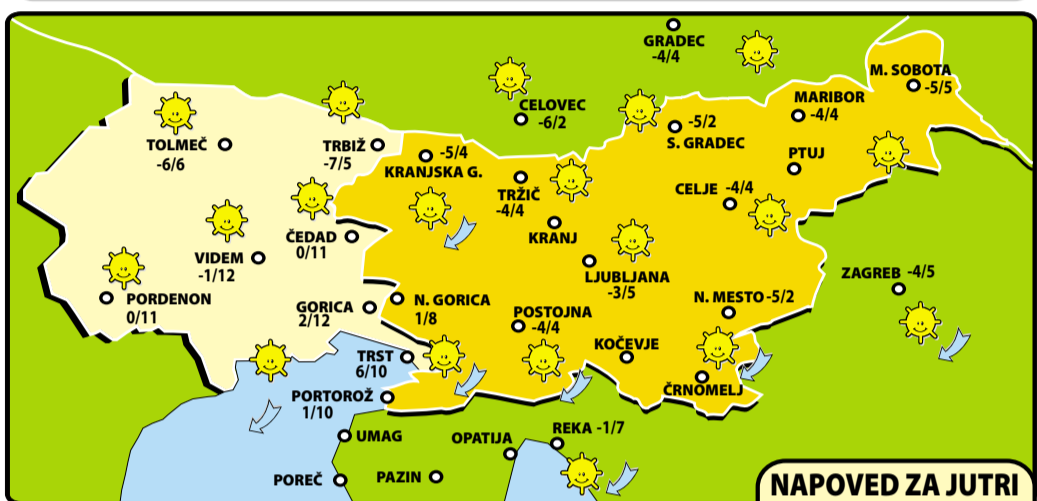 GRADEC
-4/4
M. SOBOTA
-5/5
CELOVEC
-6/2
MARIBOR
-4/4
TOLMEČ
-6/6
TRBIŽ
-7/5
-5/4
KRANJSKA G.
-5/2
S. GRADEC
PTUJ
TRŽIČ
-4/4
CELJE -4/4
KRANJ
ČEDAD
0/11
VIDEM
-1/12
LJUBLJANA
-3/5
ZAGREB -4/5
PORDENON
0/11
GORICA
2/12
N. GORICA
1/8
POSTOJNA
-4/4
N. MESTO -5/2
KOČEVJE
TRST
6/10
ČRNOMELJ
PORTOROŽ
1/10
UMAG
OPATIJA
REKA -1/7
POREČ
PAZIN
NAPOVED ZA JUTRI